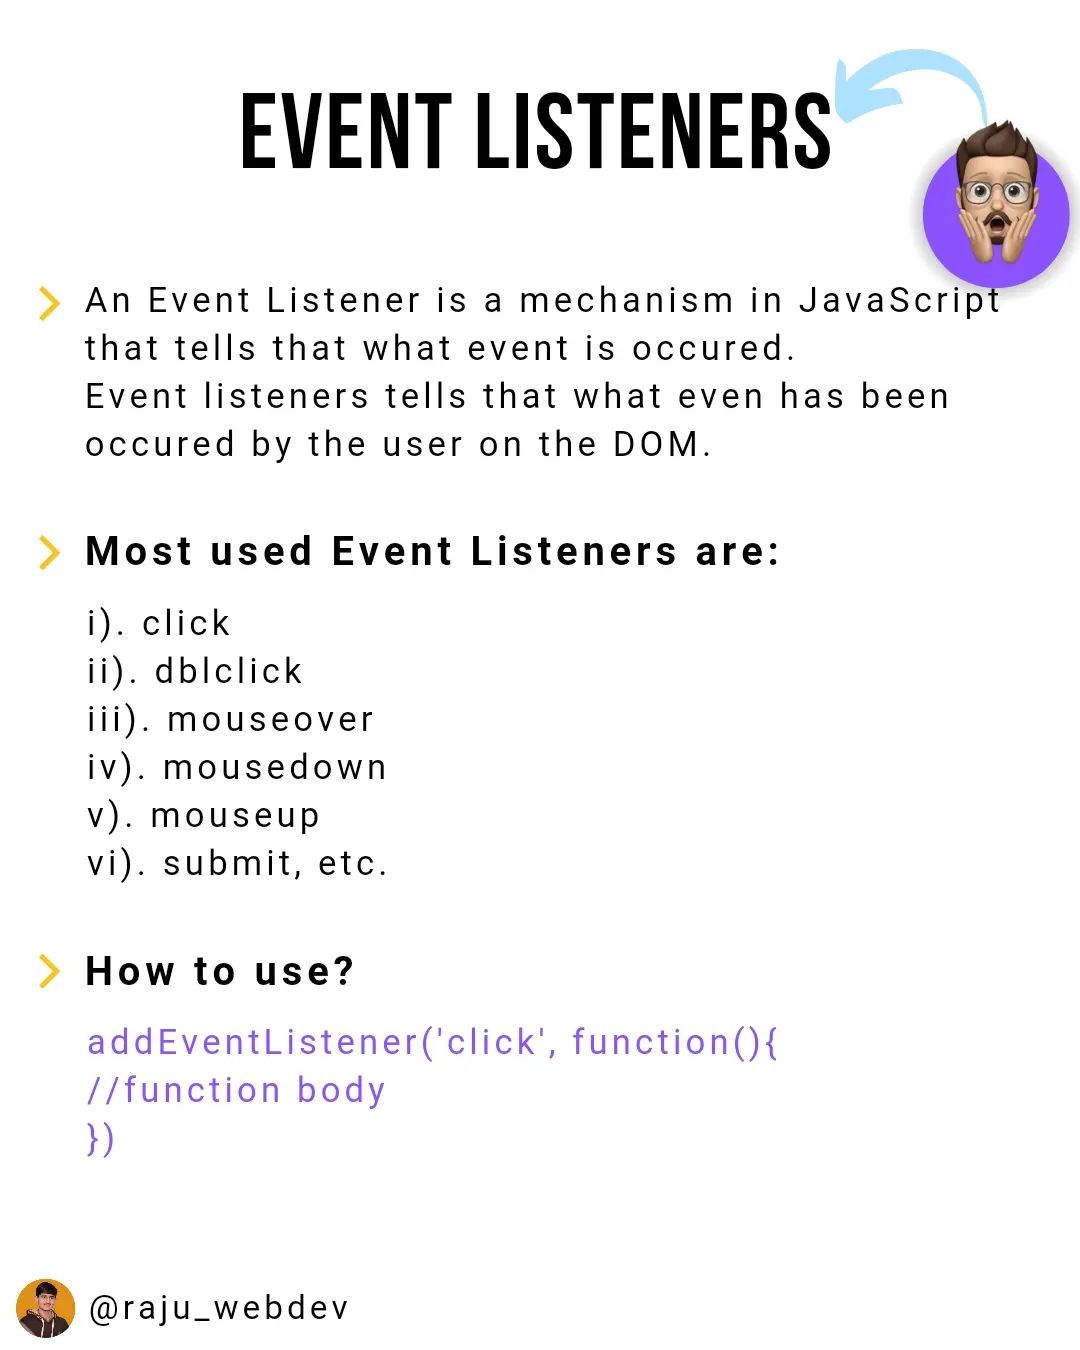 EVENT LISTENERS
An Event Listener is a mechanism in JavaScript
that tells that what event is occured.
Event listeners tells that what even has been
occured by the user on the DOM.
Most used Event Listeners are:
i). click
ii). dblclick
iii). mouseover
iv). mousedown
v). mouseup
vi). submit, etc.
How to use?
addEventListener('click', function(){
//function body
})
@raju_webdev